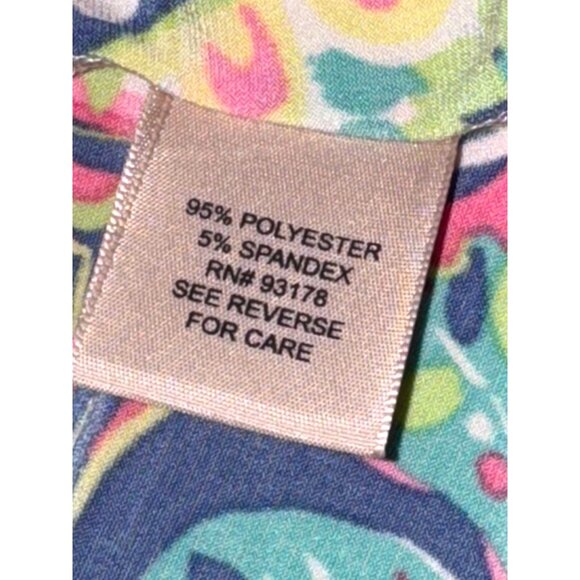 95% POLYESTER
5% SPANDEX
RN# 93178
SEE REVERSE
FOR CARE